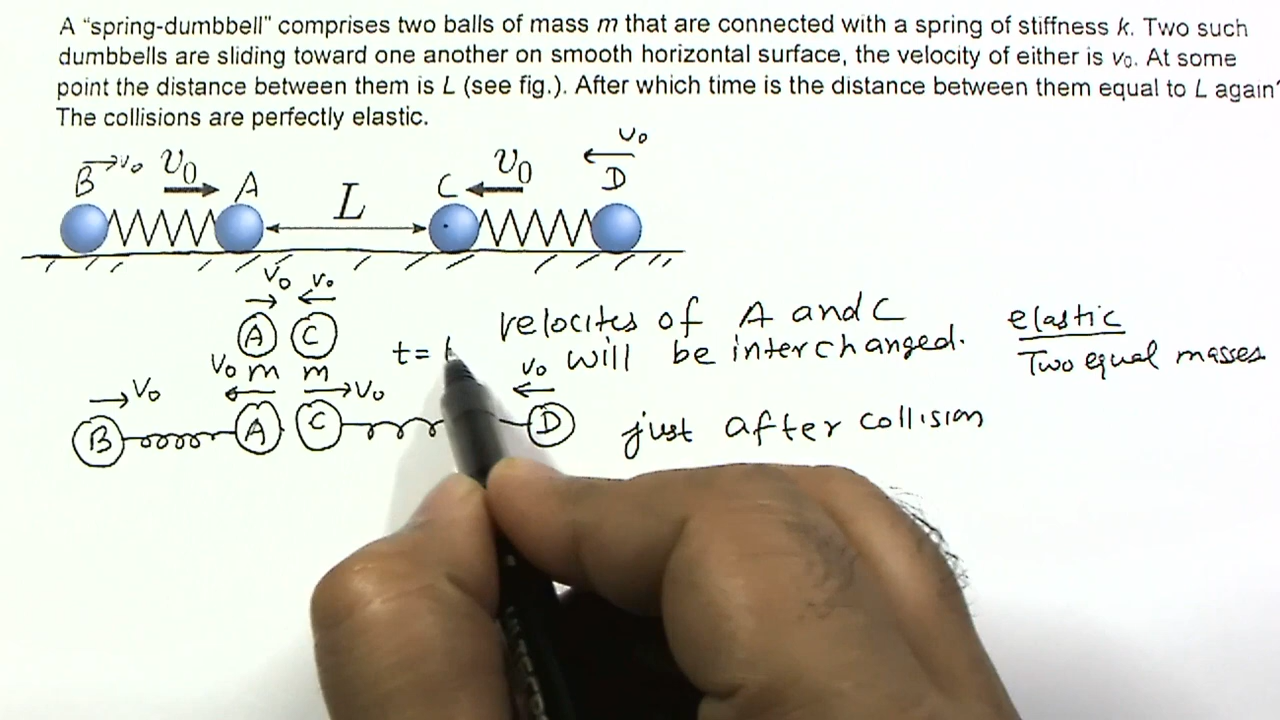 A “spring-dumbbell” comprises two balls of mass m that are connected with a spring of stiffness k. Two such
dumbbells are sliding toward one another on smooth horizontal surface, the velocity of either is v₀. At some
point the distance between them is L (see fig.). After which time is the distance between them equal to L again
The collisions are perfectly elastic.
B v₀ υ₀ A L C υ₀ D v₀
v₀ v₀
A C
m m
t=
velocites of A and C
will be interchanged.
elastic
Two equal masses
v₀ v₀ v₀ v₀
B A C D
just after collision